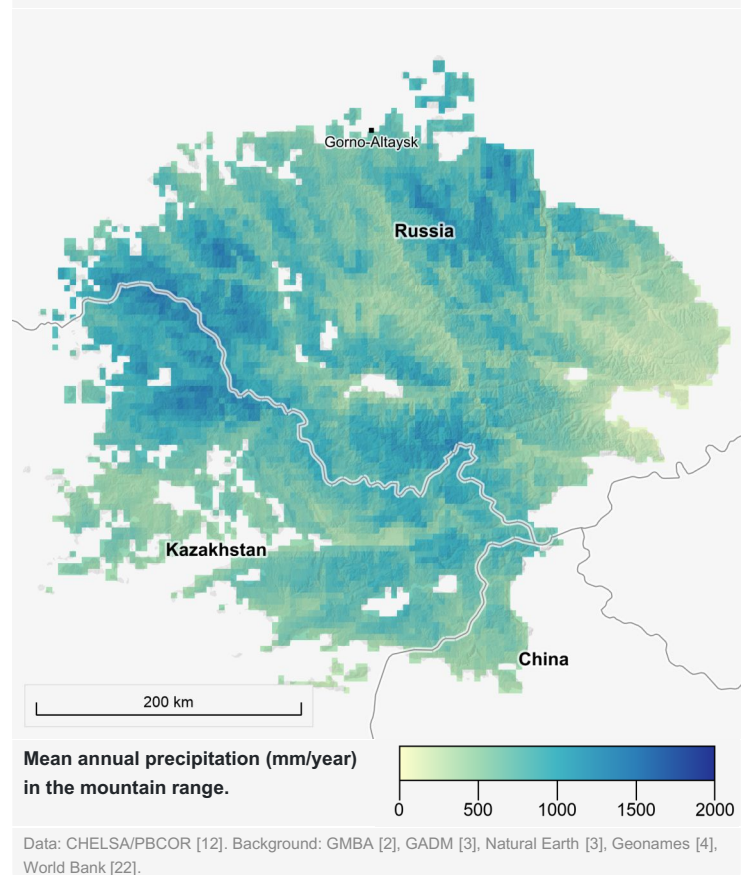 Gorno-Altaysk
Russia
Kazakhstan
China
200 km
Mean annual precipitation (mm/year)
in the mountain range.
0 500 1000 1500 2000
Data: CHELSA/PBCOR [12]. Background: GMBA [2], GADM [3], Natural Earth [3], Geonames [4],
World Bank [22].